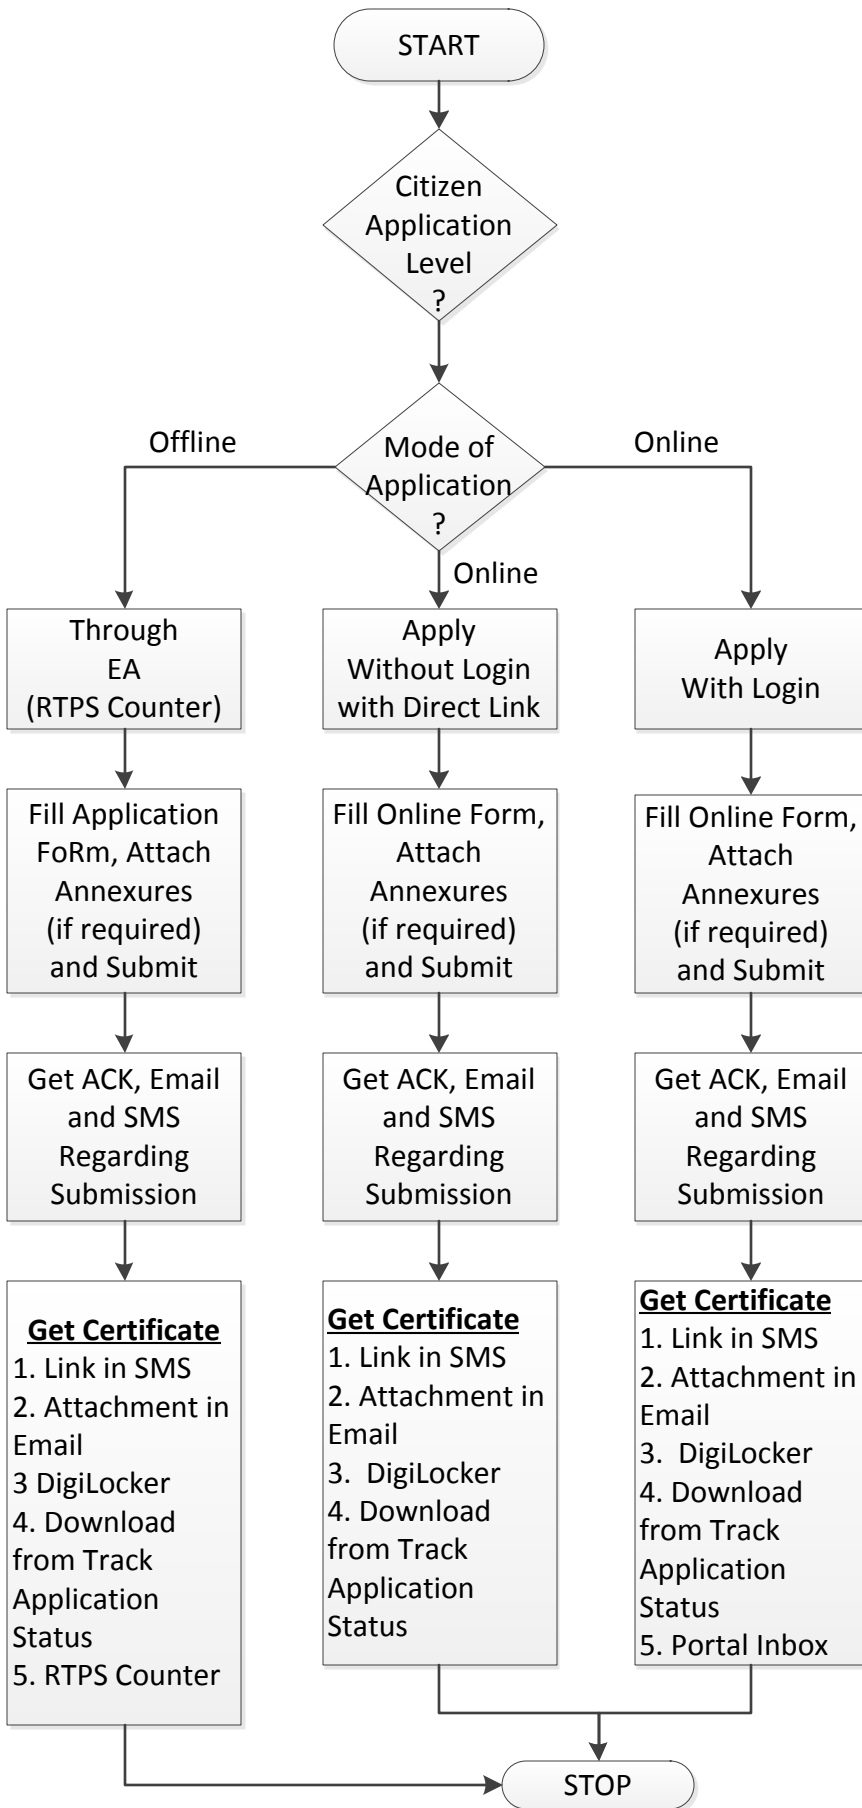 START
Citizen
Application
Level
?
Offline
Mode of
Application
?
Online
Online
Through
EA
(RTPS Counter)
Apply
Without Login
with Direct Link
Apply
With Login
Fill Application
FoRm, Attach
Annexures
(if required)
and Submit
Fill Online Form,
Attach
Annexures
(if required)
and Submit
Fill Online Form,
Attach
Annexures
(if required)
and Submit
Get ACK, Email
and SMS
Regarding
Submission
Get ACK, Email
and SMS
Regarding
Submission
Get ACK, Email
and SMS
Regarding
Submission
Get Certificate
1. Link in SMS
2. Attachment in
Email
3 DigiLocker
4. Download
from Track
Application
Status
5. RTPS Counter
Get Certificate
1. Link in SMS
2. Attachment in
Email
3.  DigiLocker
4. Download
from Track
Application
Status
Get Certificate
1. Link in SMS
2. Attachment in
Email
3.  DigiLocker
4. Download
from Track
Application
Status
5. Portal Inbox
STOP